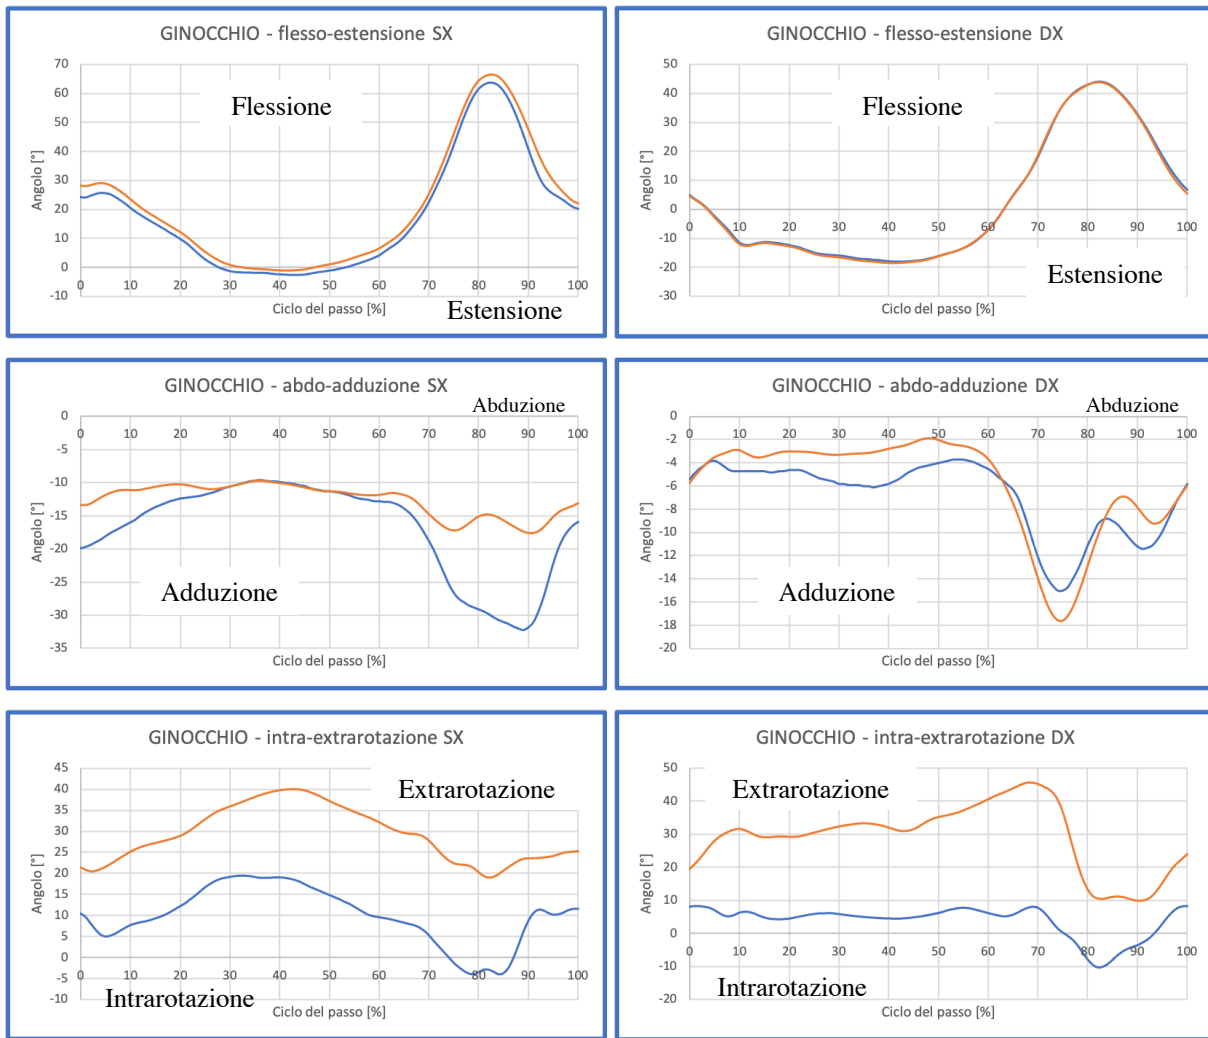 GINOCCHIO - flesso-estensione SX
70
60
50
40
30
20
10
0
-10
Angolo [°]
Flessione
0 10 20 30 40 50 60 70 80 90 100
Ciclo del passo [%]
Estensione
GINOCCHIO - flesso-estensione DX
50
40
30
20
10
0
-10
-20
-30
Angolo [°]
Flessione
0 10 20 30 40 50 60 70 80 90 100
Estensione
Ciclo del passo [%]
GINOCCHIO - abdo-adduzione SX
Abduzione
0
-5
-10
-15
-20
-25
-30
-35
0 10 20 30 40 50 60 70 80 90 100
Angolo [°]
Adduzione
Ciclo del passo [%]
GINOCCHIO - abdo-adduzione DX
Abduzione
0
-2
-4
-6
-8
-10
-12
-14
-16
-18
-20
0 10 20 30 40 50 60 70 80 90 100
Angolo [°]
Adduzione
Ciclo del passo [%]
GINOCCHIO - intra-extrarotazione SX
45
40
35
30
25
20
15
10
5
0
-5
-10
Extrarotazione
Angolo [°]
0 10 20 30 40 50 60 70 80 90 100
Intrarotazione
Ciclo del passo [%]
GINOCCHIO - intra-extrarotazione DX
50
40
30
20
10
0
-10
-20
Extrarotazione
Angolo [°]
0 10 20 30 40 50 60 70 80 90 100
Intrarotazione
Ciclo del passo [%]